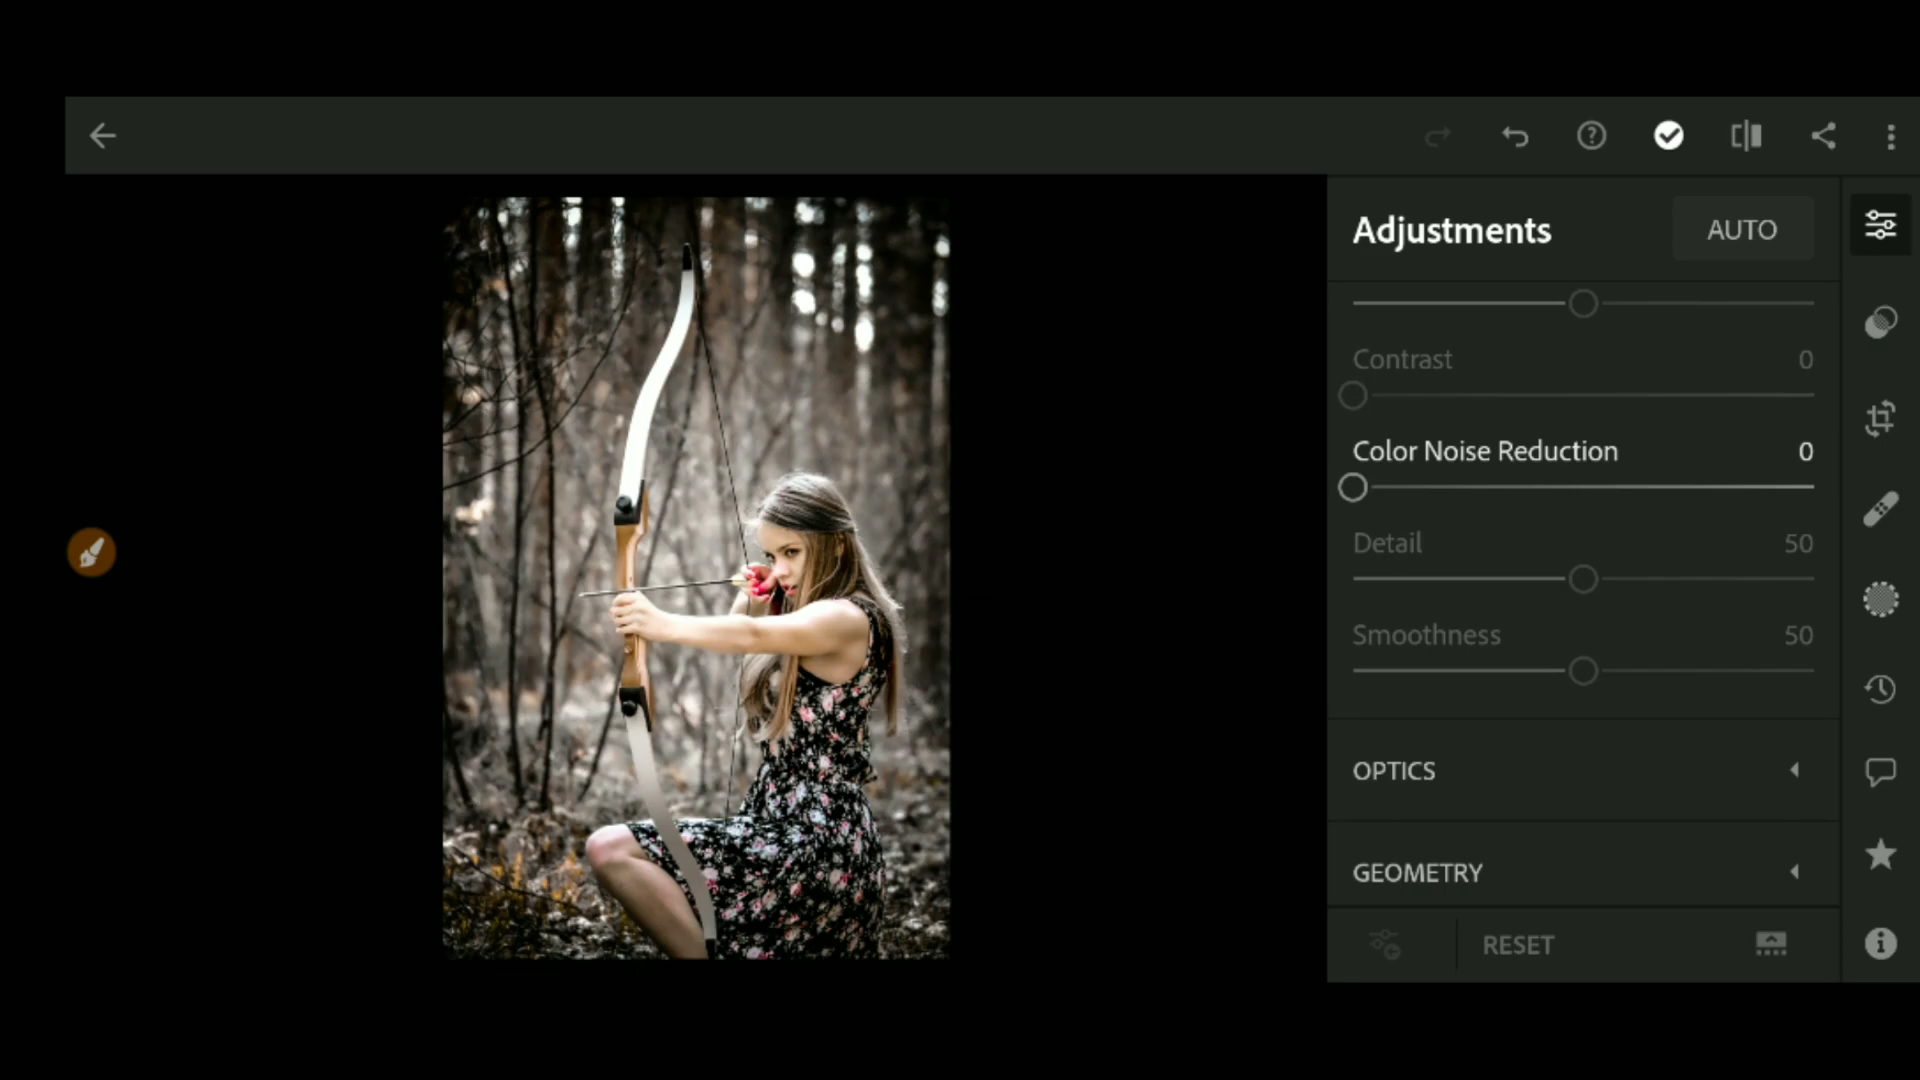 Adjustments
AUTO
Contrast 0
Color Noise Reduction 0
Detail 50
Smoothness 50
OPTICS
GEOMETRY
RESET